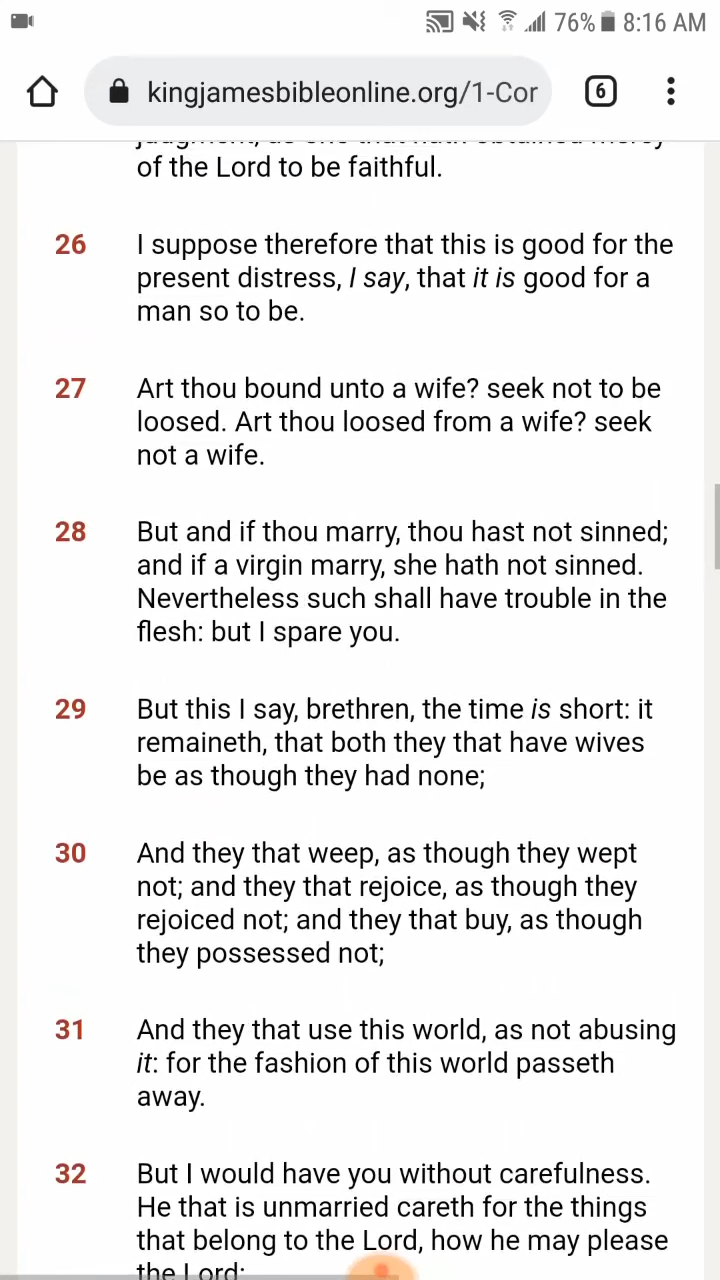 76% 8:16 AM
kingjamesbibleonline.org/1-Cor 6
judgment, as one that hath obtained mercy
of the Lord to be faithful.
26 I suppose therefore that this is good for the
present distress, I say, that it is good for a
man so to be.
27 Art thou bound unto a wife? seek not to be
loosed. Art thou loosed from a wife? seek
not a wife.
28 But and if thou marry, thou hast not sinned;
and if a virgin marry, she hath not sinned.
Nevertheless such shall have trouble in the
flesh: but I spare you.
29 But this I say, brethren, the time is short: it
remaineth, that both they that have wives
be as though they had none;
30 And they that weep, as though they wept
not; and they that rejoice, as though they
rejoiced not; and they that buy, as though
they possessed not;
31 And they that use this world, as not abusing
it: for the fashion of this world passeth
away.
32 But I would have you without carefulness.
He that is unmarried careth for the things
that belong to the Lord, how he may please
the Lord: